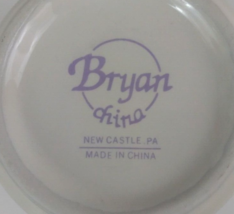 Bryan
china
NEW CASTLE, PA
MADE IN CHINA